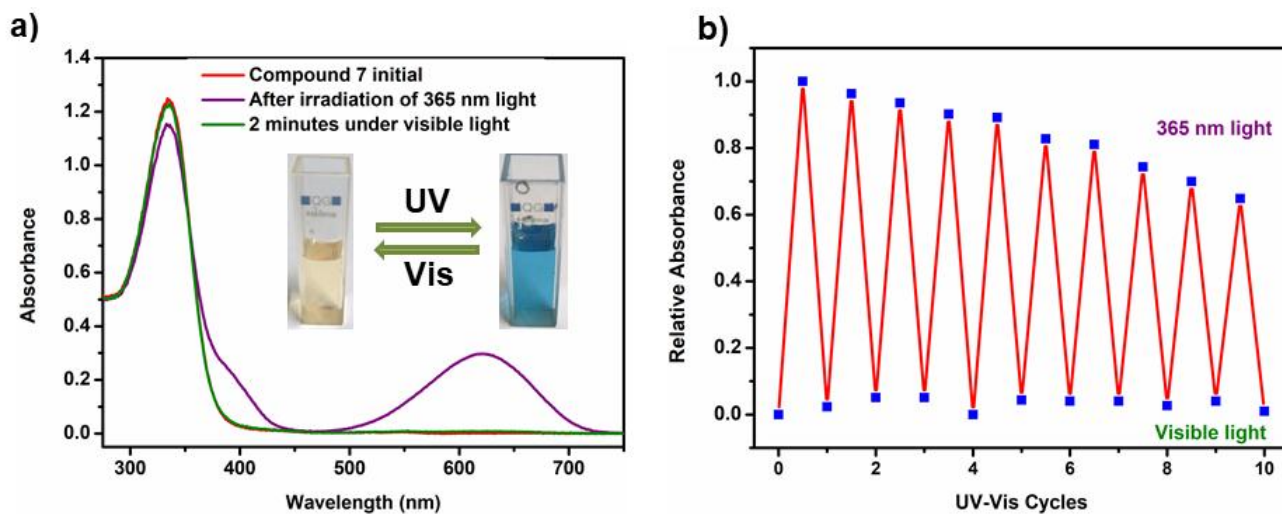 a)
Absorbance
1.4
1.2
1.0
0.8
0.6
0.4
0.2
0.0
Compound 7 initial
After irradiation of 365 nm light
2 minutes under visible light
UV
Vis
300 400 500 600 700
Wavelength (nm)
b)
Relative Absorbance
1.0
0.8
0.6
0.4
0.2
0.0
365 nm light
Visible light
0 2 4 6 8 10
UV-Vis Cycles